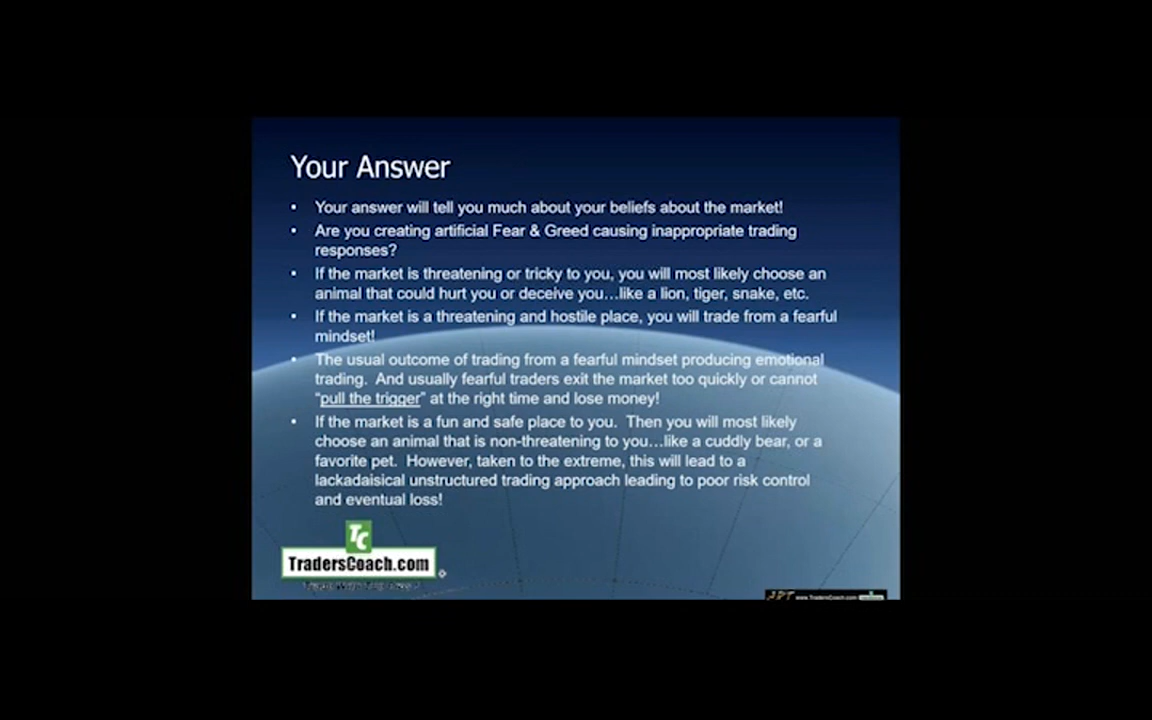 Your Answer
• Your answer will tell you much about your beliefs about the market!
• Are you creating artificial Fear & Greed causing inappropriate trading
responses?
• If the market is threatening or tricky to you, you will most likely choose an
animal that could hurt you or deceive you…like a lion, tiger, snake, etc.
• If the market is a threatening and hostile place, you will trade from a fearful
mindset!
• The usual outcome of trading from a fearful mindset producing emotional
trading. And usually fearful traders exit the market too quickly or cannot
“pull the trigger” at the right time and lose money!
• If the market is a fun and safe place to you. Then you will most likely
choose an animal that is non-threatening to you…like a cuddly bear, or a
favorite pet. However, taken to the extreme, this will lead to a
lackadaisical unstructured trading approach leading to poor risk control
and eventual loss!
TC
TradersCoach.com
www.TradersCoach.com